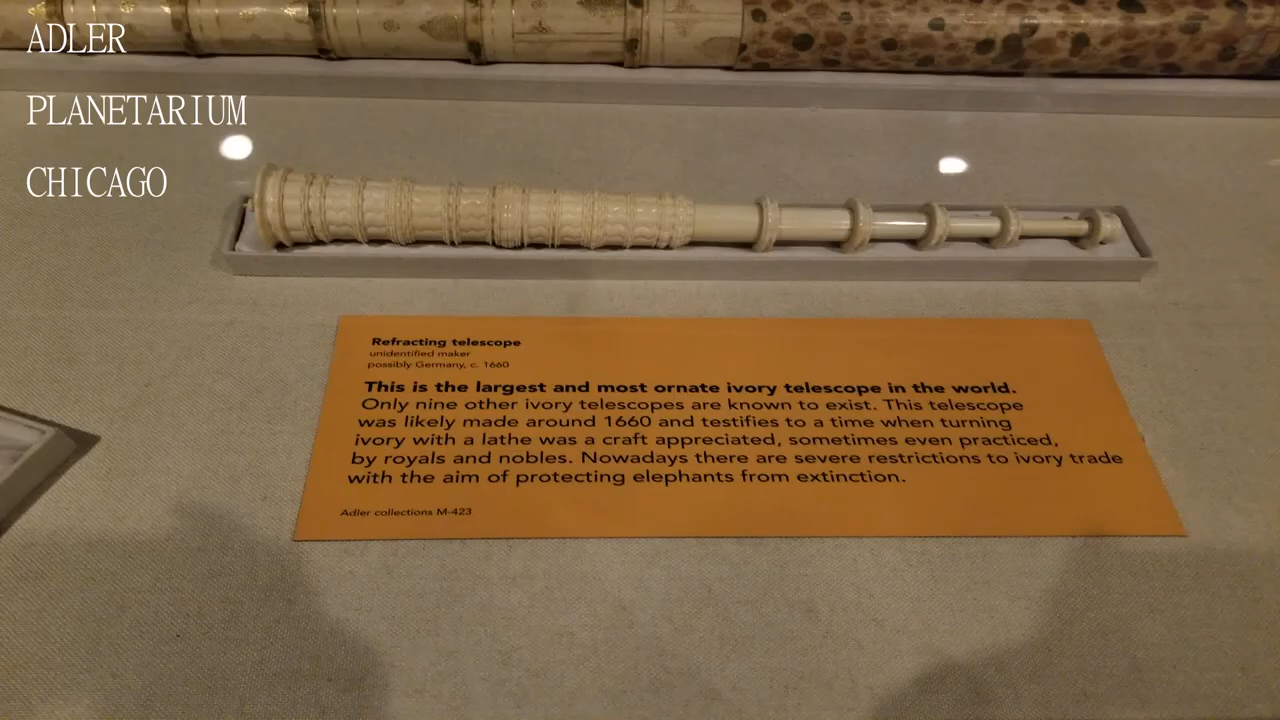 ADLER
PLANETARIUM
CHICAGO
Refracting telescope
unidentified maker
possibly Germany, c. 1660
This is the largest and most ornate ivory telescope in the world.
Only nine other ivory telescopes are known to exist. This telescope
was likely made around 1660 and testifies to a time when turning
ivory with a lathe was a craft appreciated, sometimes even practiced,
by royals and nobles. Nowadays there are severe restrictions to ivory trade
with the aim of protecting elephants from extinction.
Adler collections M-423